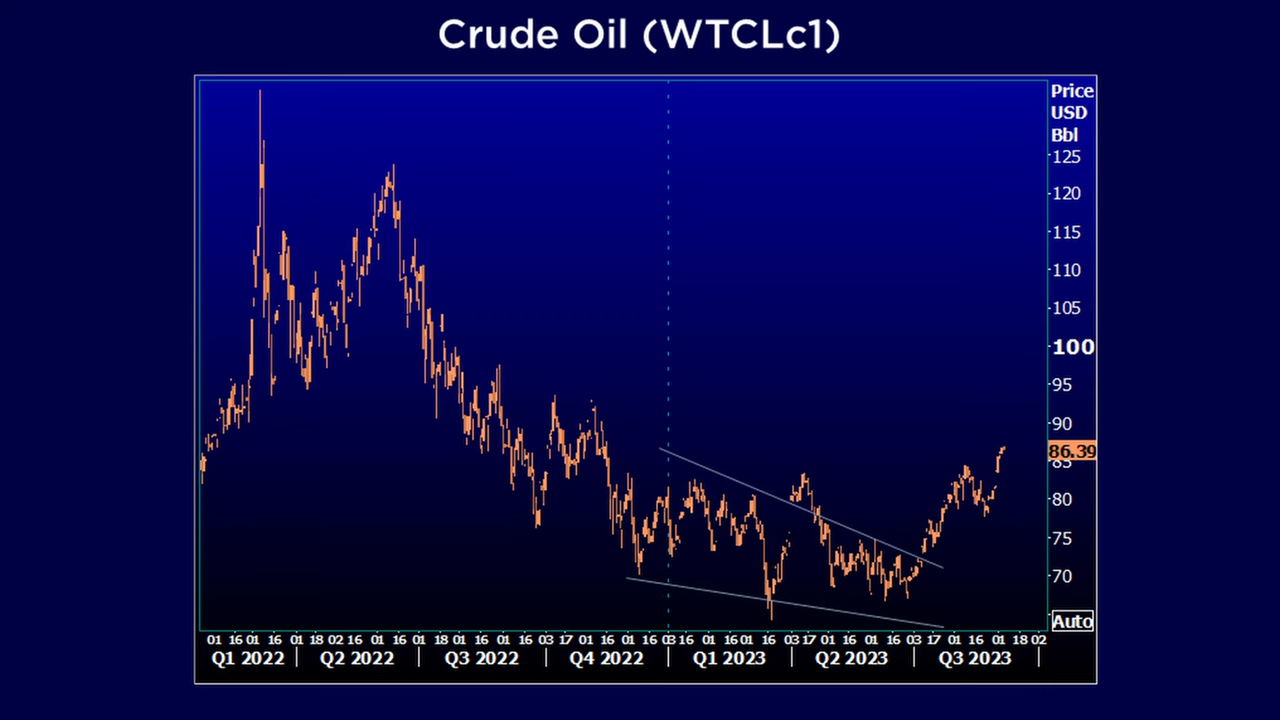 Crude Oil (WTCLc1)
Price
USD
Bbl
125
120
115
110
105
100
95
90
86.39
85
80
75
70
Auto
01 16 01 16 01 18 02 16 01 16 01 18 01 16 01 16 03 17 01 16 01 16 03 16 01 16 01 16 03 17 01 16 01 16 03 17 01 16 01 18 02
Q1 2022 Q2 2022 Q3 2022 Q4 2022 Q1 2023 Q2 2023 Q3 2023